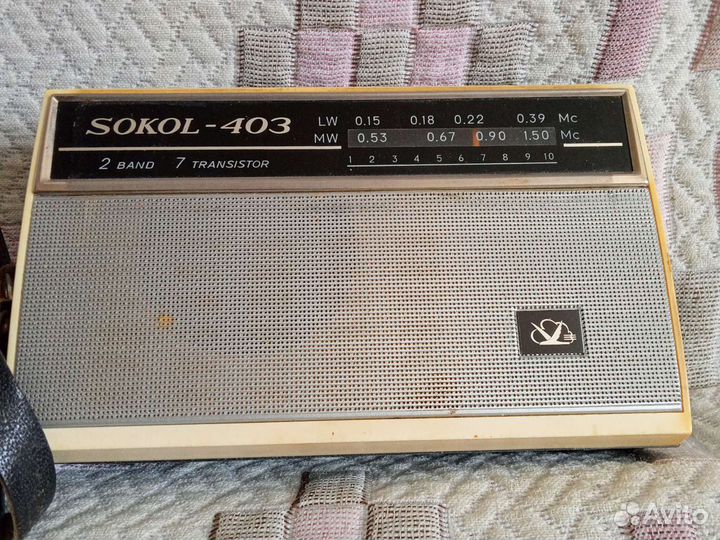 SOKOL-403
LW 0.15 0.18 0.22 0.39 Mc
MW 0.53 0.67 0.90 1.50 Mc
2 BAND 7 TRANSISTOR
1 2 3 4 5 6 7 8 9 10
Avito